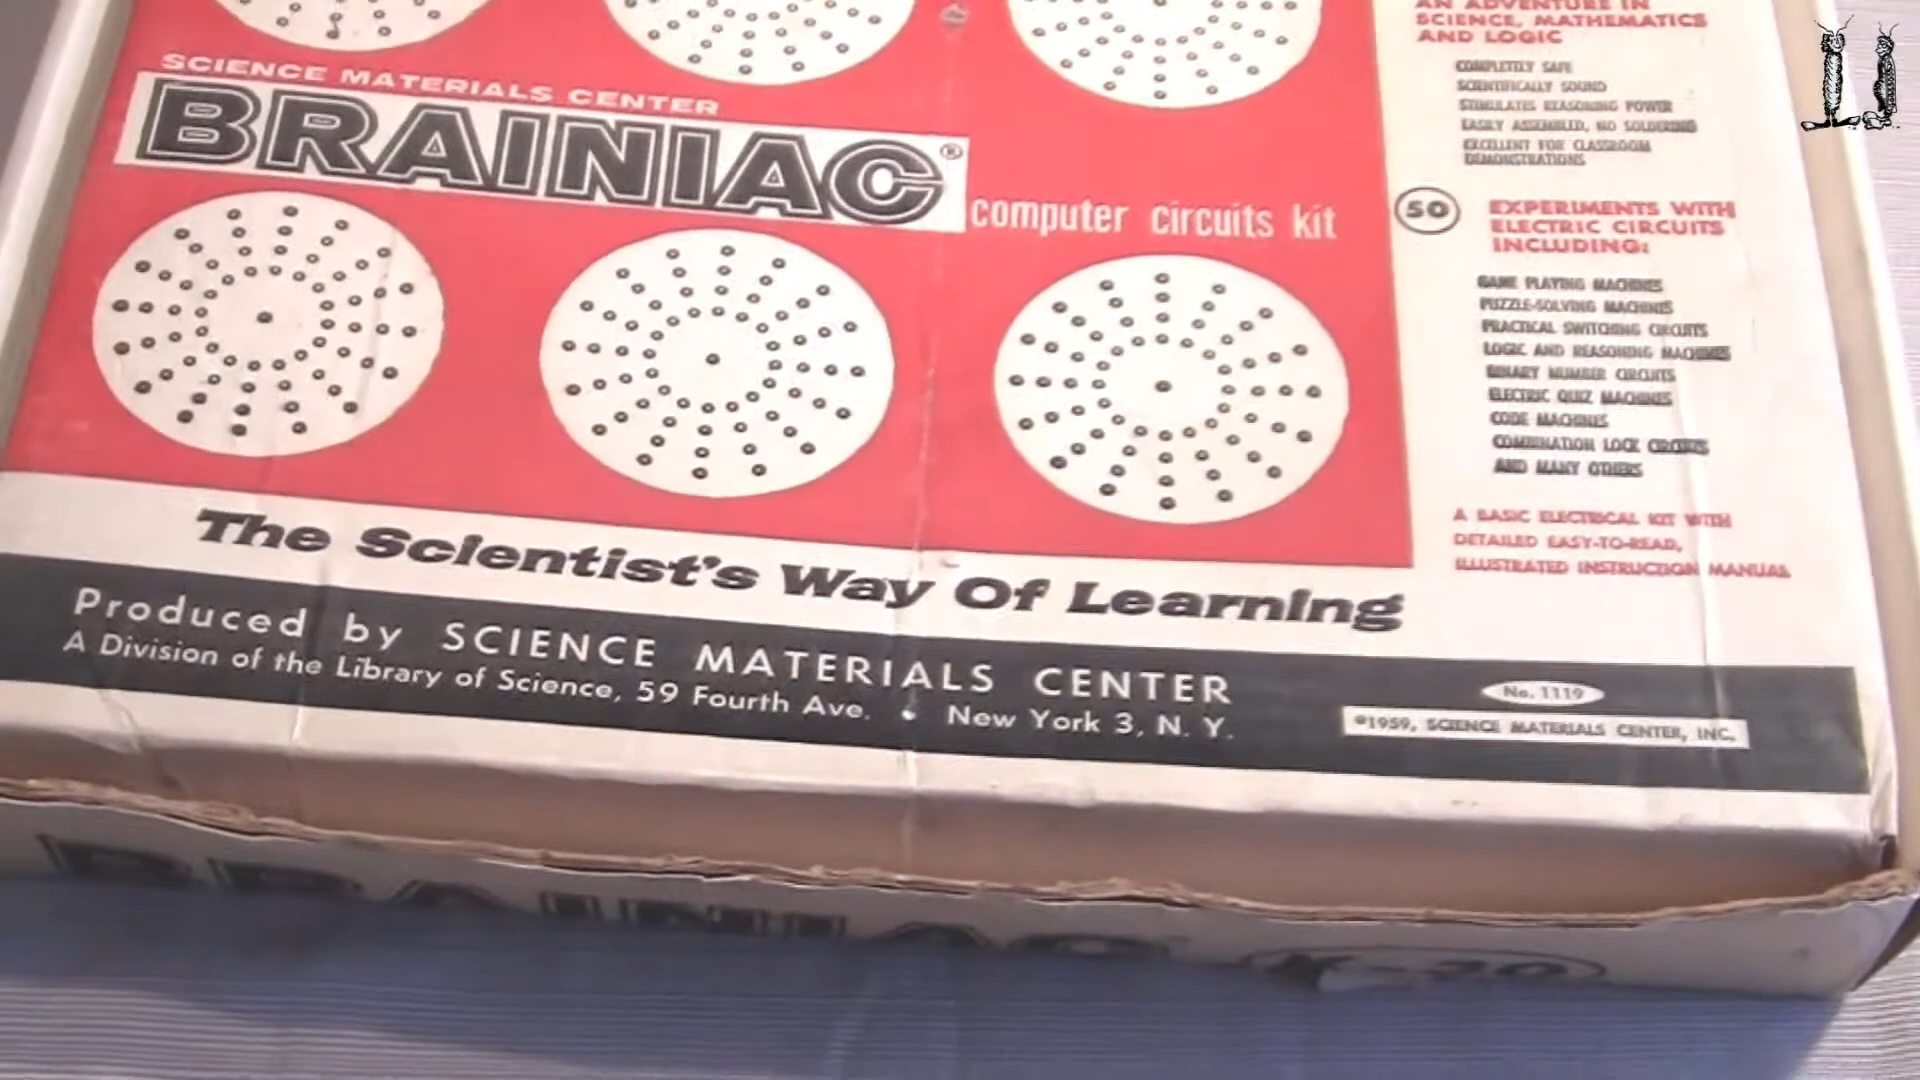 SCIENCE MATERIALS CENTER
BRAINIAC®
computer circuits kit
AN ADVENTURE IN
SCIENCE, MATHEMATICS
AND LOGIC
COMPLETELY SAFE
SCIENTIFICALLY SOUND
STIMULATES REASONING POWER
EASILY ASSEMBLED, NO SOLDERING
EXCELLENT FOR CLASSROOM
DEMONSTRATIONS
50 EXPERIMENTS WITH
ELECTRIC CIRCUITS
INCLUDING:
GAME PLAYING MACHINES
PUZZLE-SOLVING MACHINES
PRACTICAL SWITCHING CIRCUITS
LOGIC AND REASONING MACHINES
BINARY NUMBER CIRCUITS
ELECTRIC QUIZ MACHINES
CODE MACHINES
COMBINATION LOCK CIRCUITS
AND MANY OTHERS
A BASIC ELECTRICAL KIT WITH
DETAILED EASY-TO-READ,
ILLUSTRATED INSTRUCTION MANUAL
The Scientist's Way Of Learning
Produced by SCIENCE MATERIALS CENTER
A Division of the Library of Science, 59 Fourth Ave. • New York 3, N. Y.
No. 1119
©1959, SCIENCE MATERIALS CENTER, INC.
BRAINIAC K-30